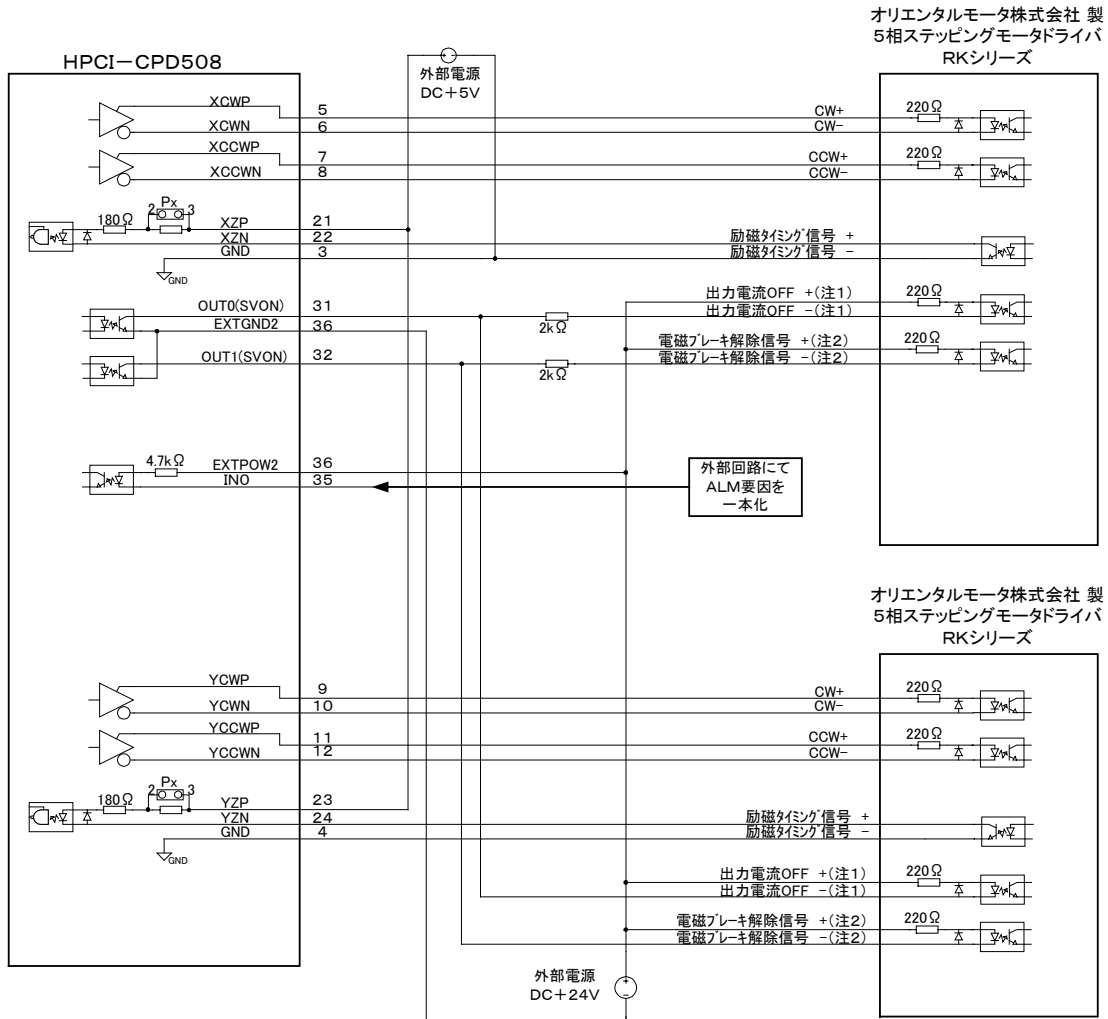 オリエンタルモータ株式会社 製
5相ステッピングモータドライバ
RKシリーズ
HPCI-CPD508
外部電源
DC+5V
XCWP 5 CW+ 220Ω
XCWN 6 CW-
XCCWP 7 CCW+ 220Ω
XCCWN 8 CCW-
Px
180Ω 2 3 XZP 21
XZN 22 励磁タイミング信号 +
GND 3 励磁タイミング信号 -
GND
出力電流OFF +(注1) 220Ω
OUT0(SVON) 31 出力電流OFF -(注1)
2kΩ
EXTGND2 36
電磁ブレーキ解除信号 +(注2) 220Ω
OUT1(SVON) 32 電磁ブレーキ解除信号 -(注2)
2kΩ
4.7kΩ EXTPOW2 36
IN0 35
外部回路にて
ALM要因を
一本化
オリエンタルモータ株式会社 製
5相ステッピングモータドライバ
RKシリーズ
YCWP 9 CW+ 220Ω
YCWN 10 CW-
YCCWP 11 CCW+ 220Ω
YCCWN 12 CCW-
Px
180Ω 2 3 YZP 23
YZN 24 励磁タイミング信号 +
GND 4 励磁タイミング信号 -
GND
出力電流OFF +(注1) 220Ω
出力電流OFF -(注1)
電磁ブレーキ解除信号 +(注2) 220Ω
電磁ブレーキ解除信号 -(注2)
外部電源
DC+24V